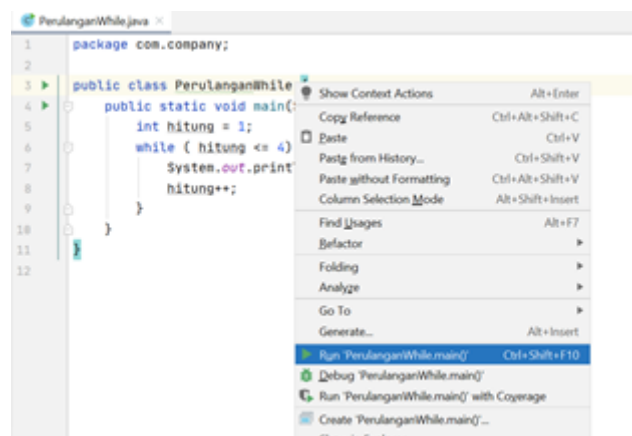 PerulanganWhile.java ×
1 package com.company;
2
3 public class PerulanganWhile {
4 public static void main(
5 int hitung = 1;
6 while ( hitung <= 4)
7 System.out.print
8 hitung++;
9 }
10 }
11 }
12
Show Context Actions Alt+Enter
Copy Reference Ctrl+Alt+Shift+C
Paste Ctrl+V
Paste from History... Ctrl+Shift+V
Paste without Formatting Ctrl+Alt+Shift+V
Column Selection Mode Alt+Shift+Insert
Find Usages Alt+F7
Refactor
Folding
Analyze
Go To
Generate... Alt+Insert
Run 'PerulanganWhile.main()' Ctrl+Shift+F10
Debug 'PerulanganWhile.main()'
Run 'PerulanganWhile.main()' with Coverage
Create 'PerulanganWhile.main()'...